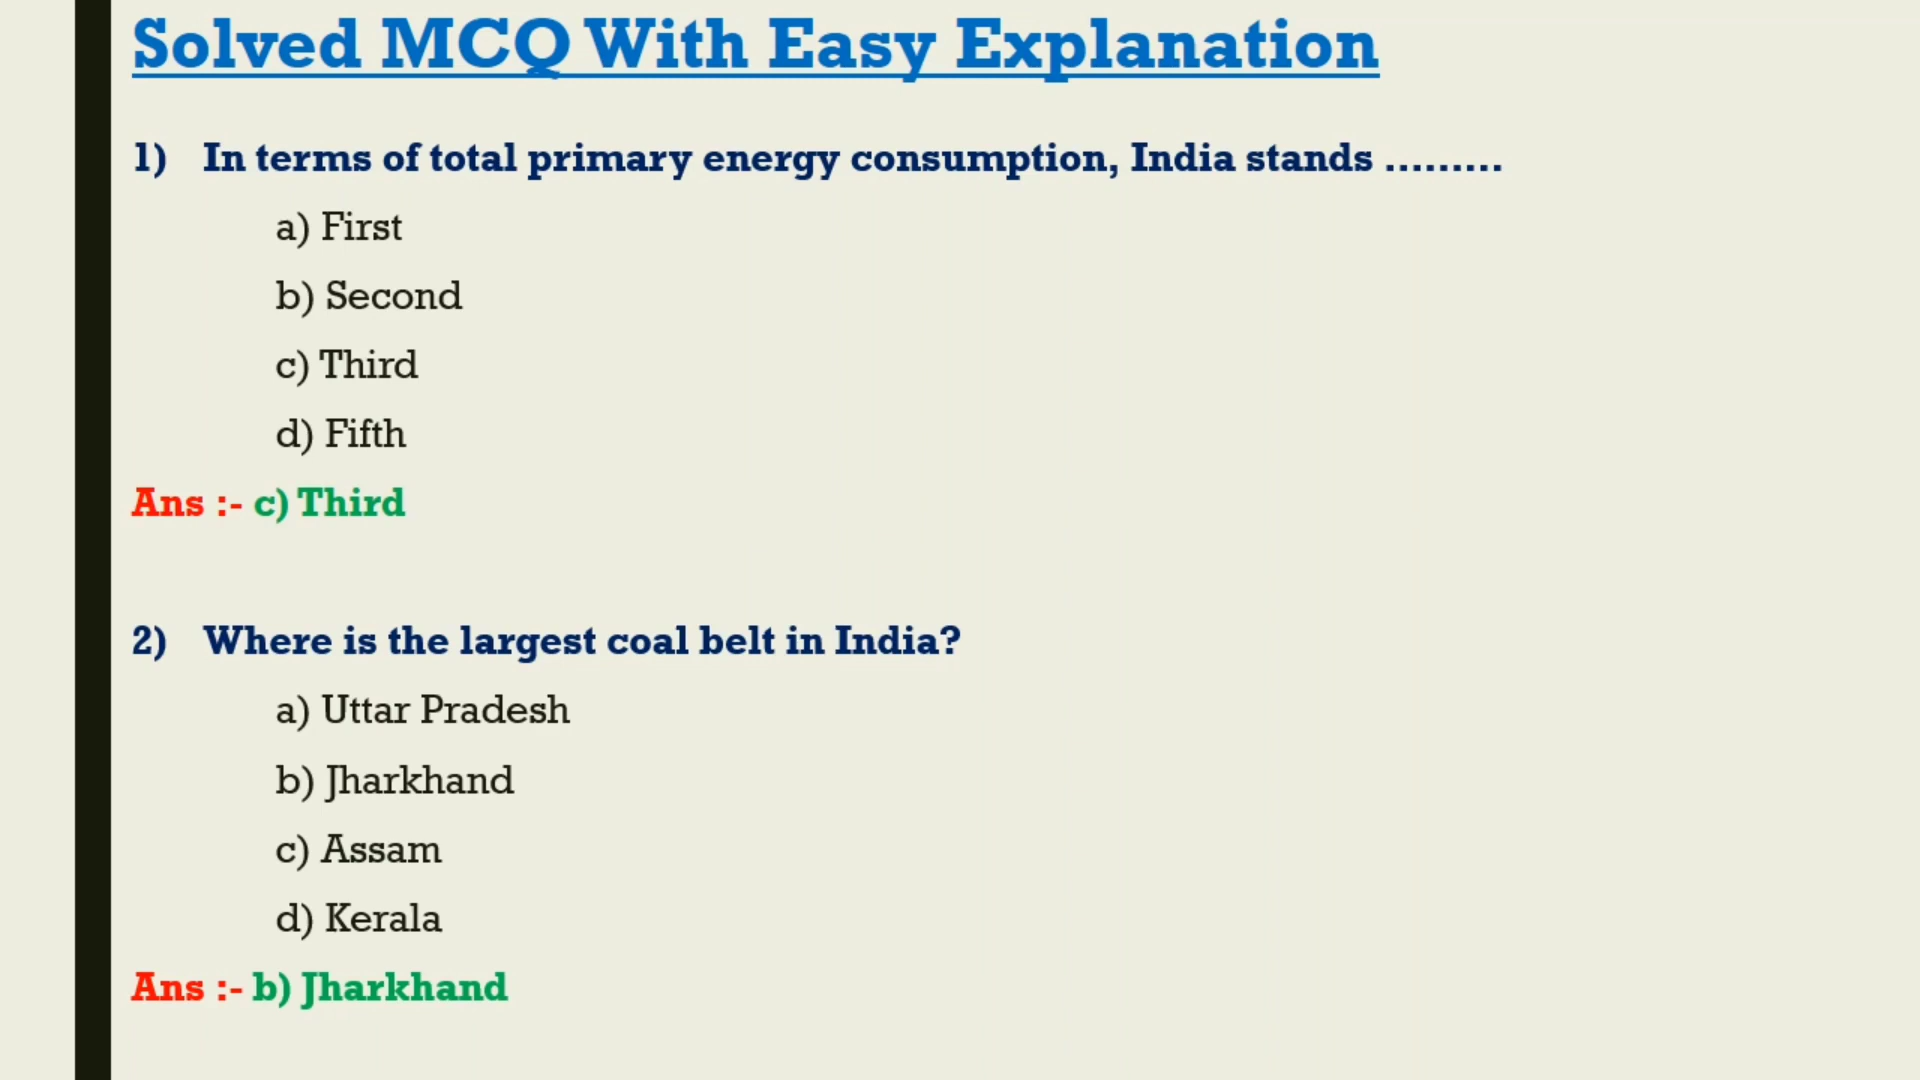 Solved MCQ With Easy Explanation
1) In terms of total primary energy consumption, India stands .........
a) First
b) Second
c) Third
d) Fifth
Ans :- c) Third
2) Where is the largest coal belt in India?
a) Uttar Pradesh
b) Jharkhand
c) Assam
d) Kerala
Ans :- b) Jharkhand